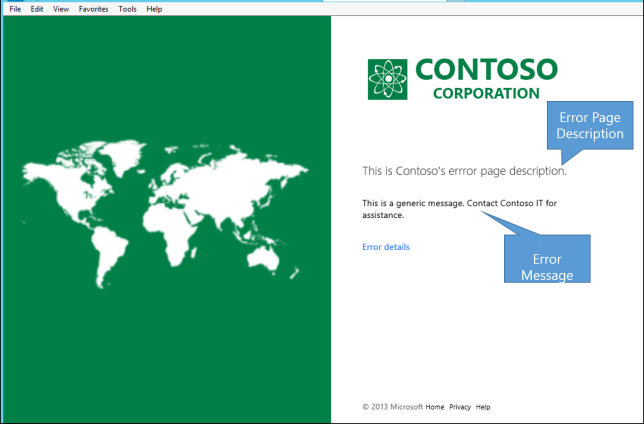 File Edit View Favorites Tools Help
CONTOSO
CORPORATION
Error Page
Description
This is Contoso's errror page description.
This is a generic message. Contact Contoso IT for
assistance.
Error
Message
Error details
© 2013 Microsoft Home Privacy Help